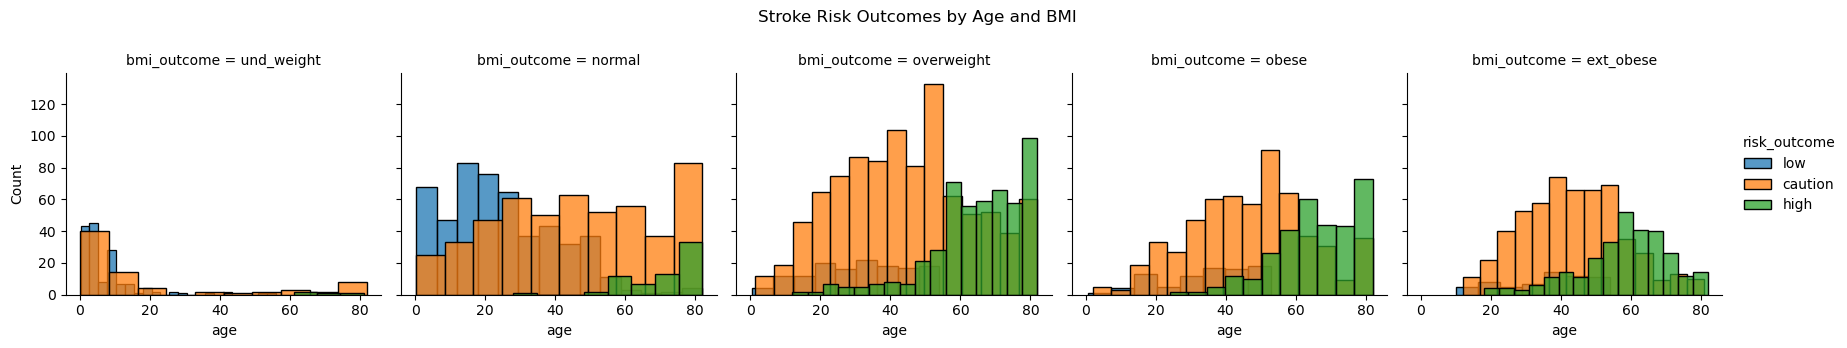 Stroke Risk Outcomes by Age and BMI
bmi_outcome = und_weight
bmi_outcome = normal
bmi_outcome = overweight
bmi_outcome = obese
bmi_outcome = ext_obese
120
100
80
60
40
20
0
Count
0 20 40 60 80
0 20 40 60 80
0 20 40 60 80
0 20 40 60 80
0 20 40 60 80
age
age
age
age
age
risk_outcome
low
caution
high